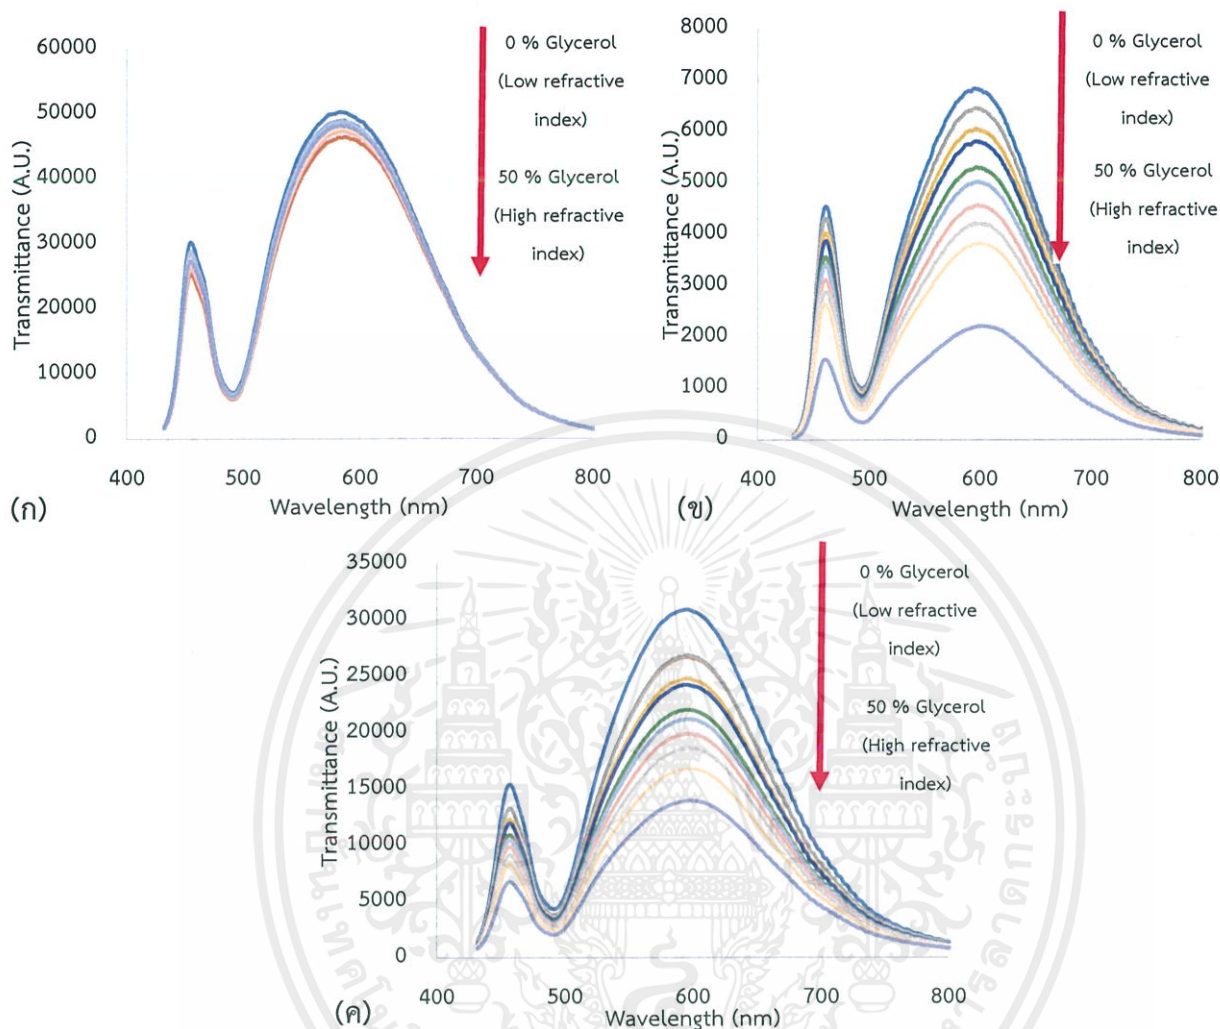 60000
50000
40000
30000
20000
10000
0
400 500 600 700 800
Transmittance (A.U.)
Wavelength (nm)
0 % Glycerol
(Low refractive
index)
50 % Glycerol
(High refractive
index)
(ก)
8000
7000
6000
5000
4000
3000
2000
1000
0
400 500 600 700 800
Transmittance (A.U.)
Wavelength (nm)
0 % Glycerol
(Low refractive
index)
50 % Glycerol
(High refractive
index)
(ข)
35000
30000
25000
20000
15000
10000
5000
0
400 500 600 700 800
Transmittance (A.U.)
Wavelength (nm)
0 % Glycerol
(Low refractive
index)
50 % Glycerol
(High refractive
index)
(ค)